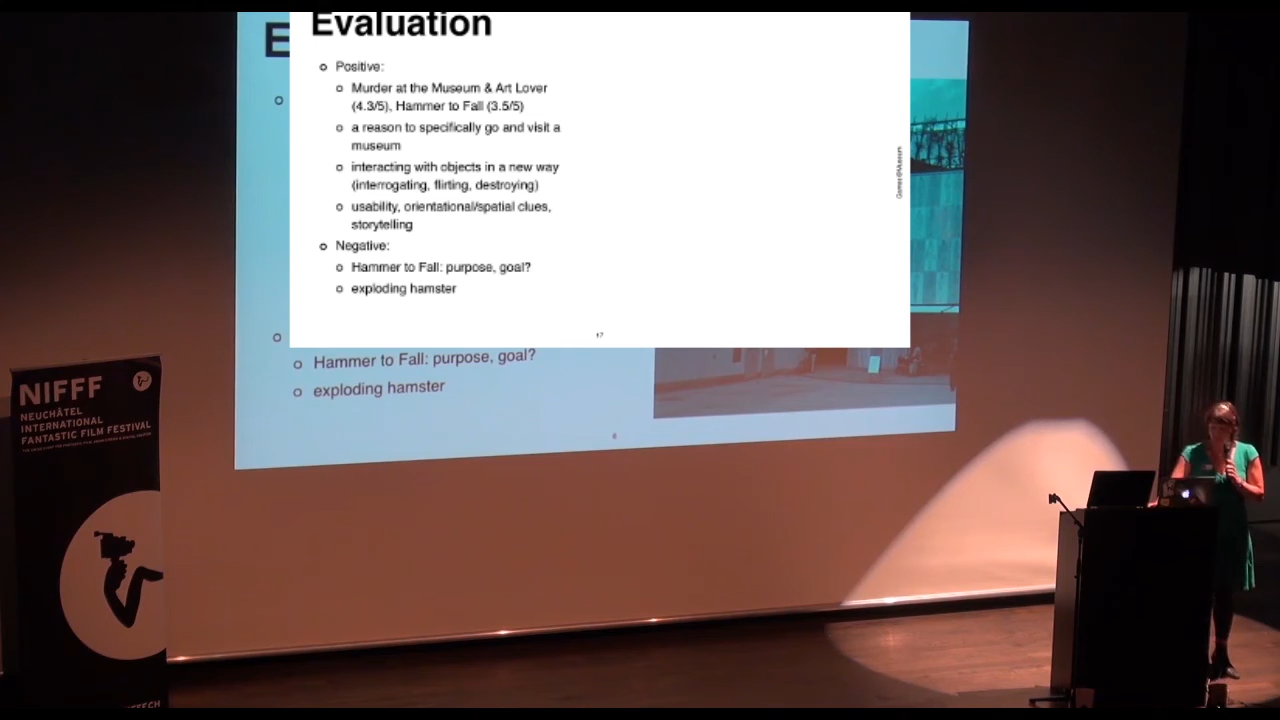 Evaluation
E
Positive:
Murder at the Museum & Art Lover
(4.3/5), Hammer to Fall (3.5/5)
a reason to specifically go and visit a
museum
interacting with objects in a new way
(interrogating, flirting, destroying)
usability, orientational/spatial clues,
storytelling
Negative:
Hammer to Fall: purpose, goal?
exploding hamster
17
Games@Museum
Hammer to Fall: purpose, goal?
exploding hamster
NIFFF
NEUCHÂTEL
INTERNATIONAL
FANTASTIC FILM FESTIVAL